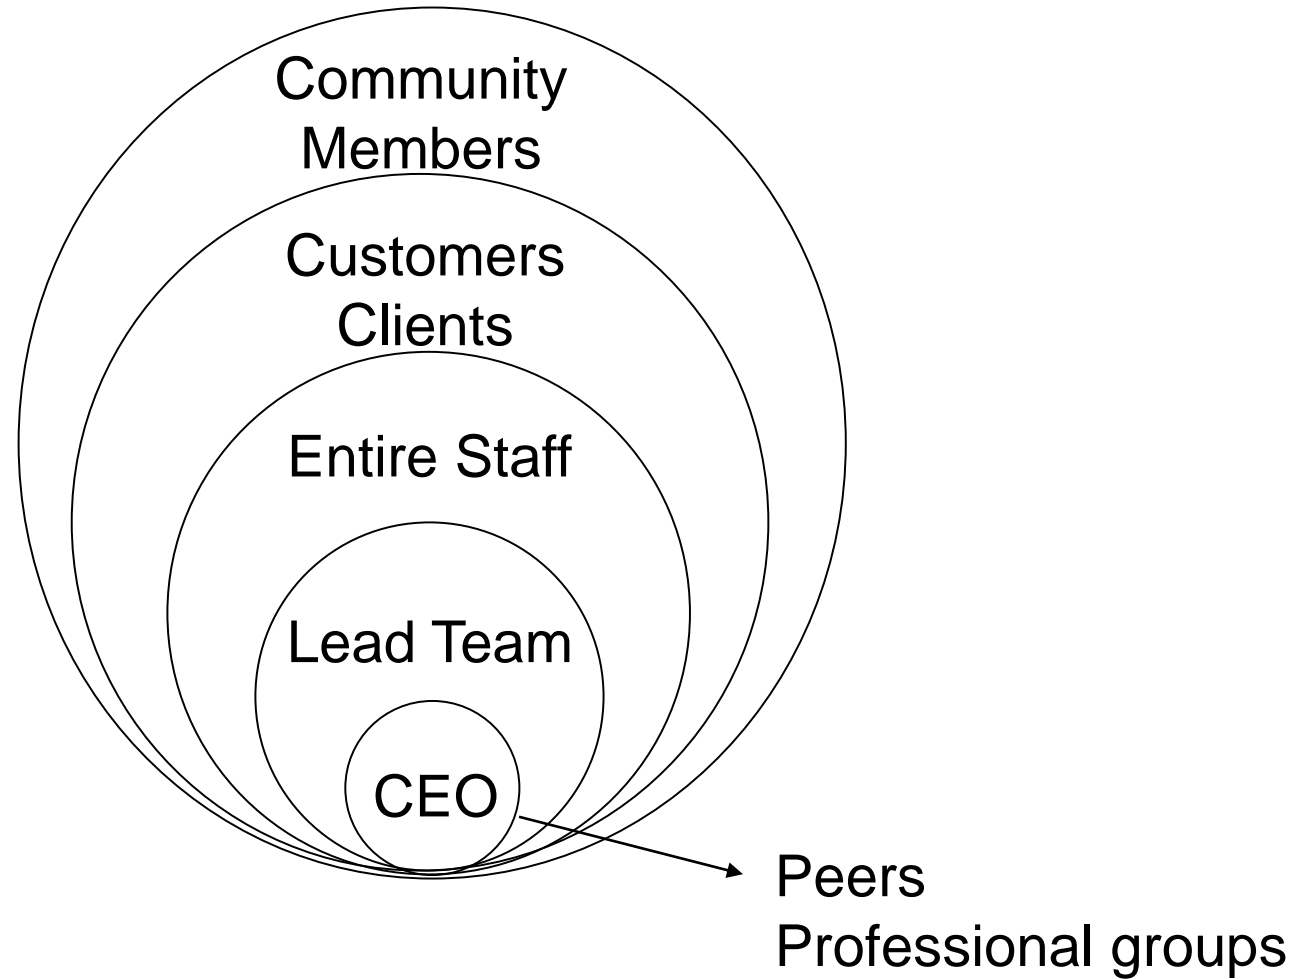 Community
Members
Customers
Clients
Entire Staff
Lead Team
CEO
Peers
Professional groups